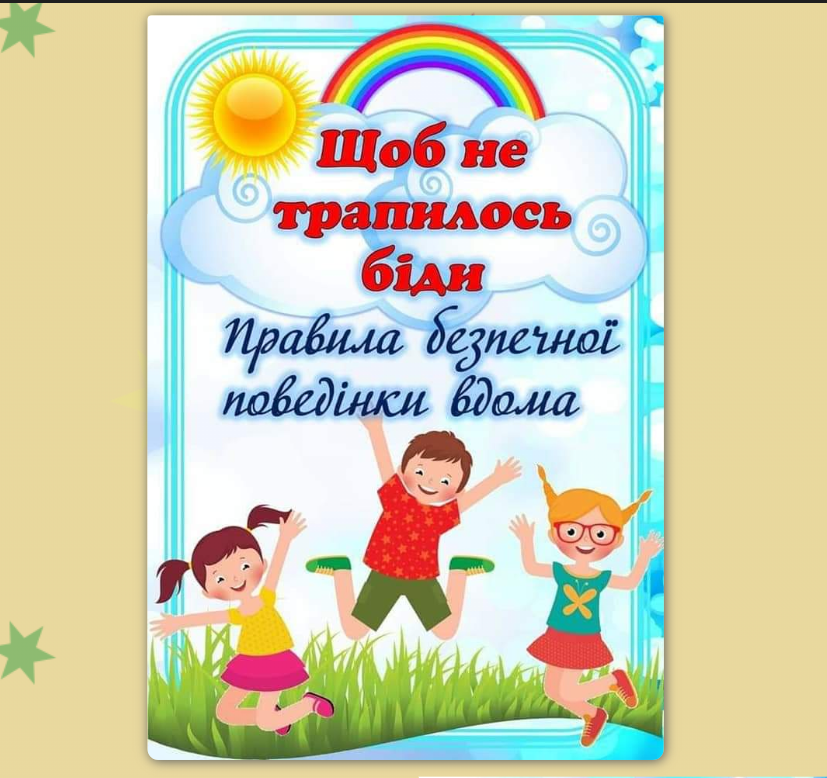 Щоб не
трапилось
біди
Правила безпечної
поведінки вдома